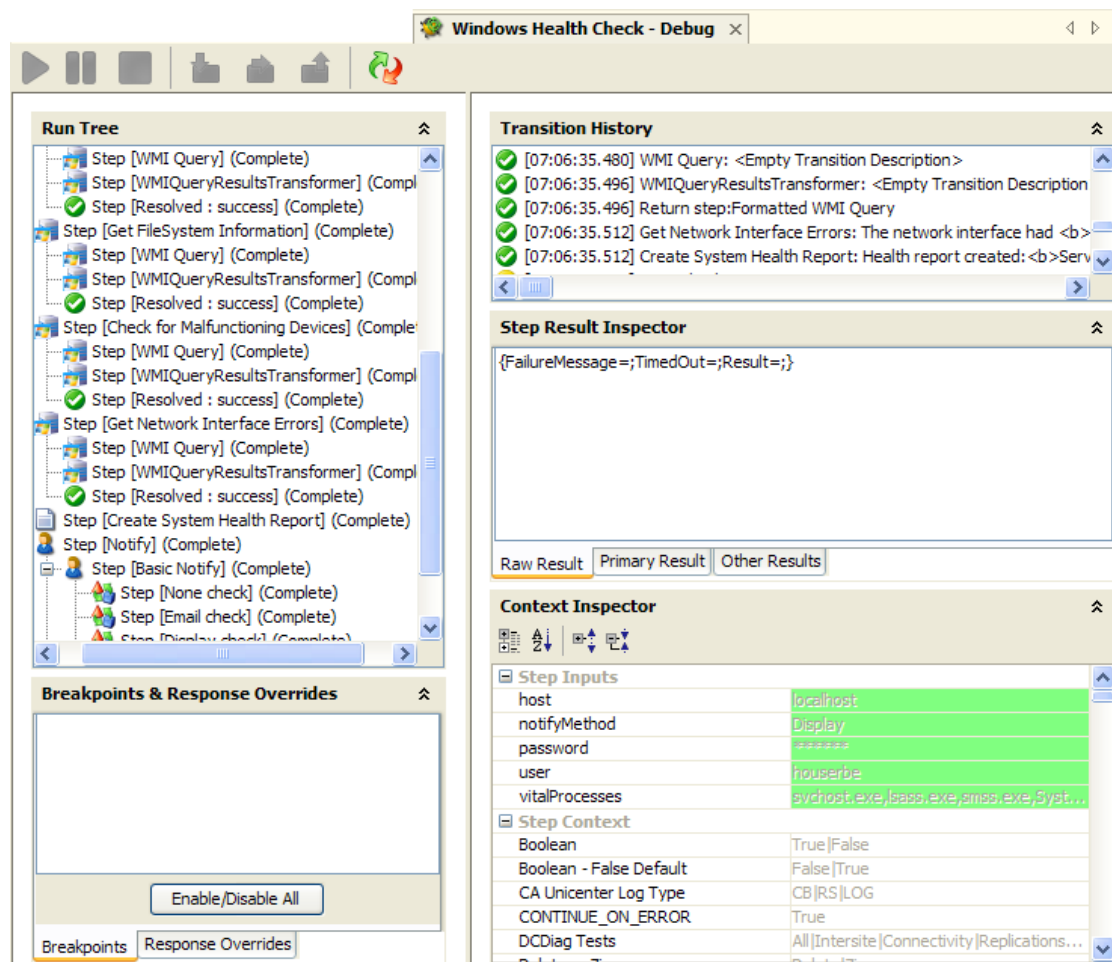 Windows Health Check - Debug
Run Tree
Step [WMI Query] (Complete)
Step [WMIQueryResultsTransformer] (Compl
Step [Resolved : success] (Complete)
Step [Get FileSystem Information] (Complete)
Step [WMI Query] (Complete)
Step [WMIQueryResultsTransformer] (Compl
Step [Resolved : success] (Complete)
Step [Check for Malfunctioning Devices] (Complet
Step [WMI Query] (Complete)
Step [WMIQueryResultsTransformer] (Compl
Step [Resolved : success] (Complete)
Step [Get Network Interface Errors] (Complete)
Step [WMI Query] (Complete)
Step [WMIQueryResultsTransformer] (Compl
Step [Resolved : success] (Complete)
Step [Create System Health Report] (Complete)
Step [Notify] (Complete)
Step [Basic Notify] (Complete)
Step [None check] (Complete)
Step [Email check] (Complete)
Step [Display check] (Complete)
Breakpoints & Response Overrides
Enable/Disable All
Breakpoints
Response Overrides
Transition History
[07:06:35.480] WMI Query: <Empty Transition Description>
[07:06:35.496] WMIQueryResultsTransformer: <Empty Transition Description
[07:06:35.496] Return step:Formatted WMI Query
[07:06:35.512] Get Network Interface Errors: The network interface had <b>
[07:06:35.512] Create System Health Report: Health report created:<b>Serv
Step Result Inspector
{FailureMessage=;TimedOut=;Result=;}
Raw Result
Primary Result
Other Results
Context Inspector
Step Inputs
host localhost
notifyMethod Display
password *******
user houserbe
vitalProcesses svchost.exe,lsass.exe,smss.exe,Syst...
Step Context
Boolean True|False
Boolean - False Default False|True
CA Unicenter Log Type CB|RS|LOG
CONTINUE_ON_ERROR True
DCDiag Tests All|Intersite|Connectivity|Replications...